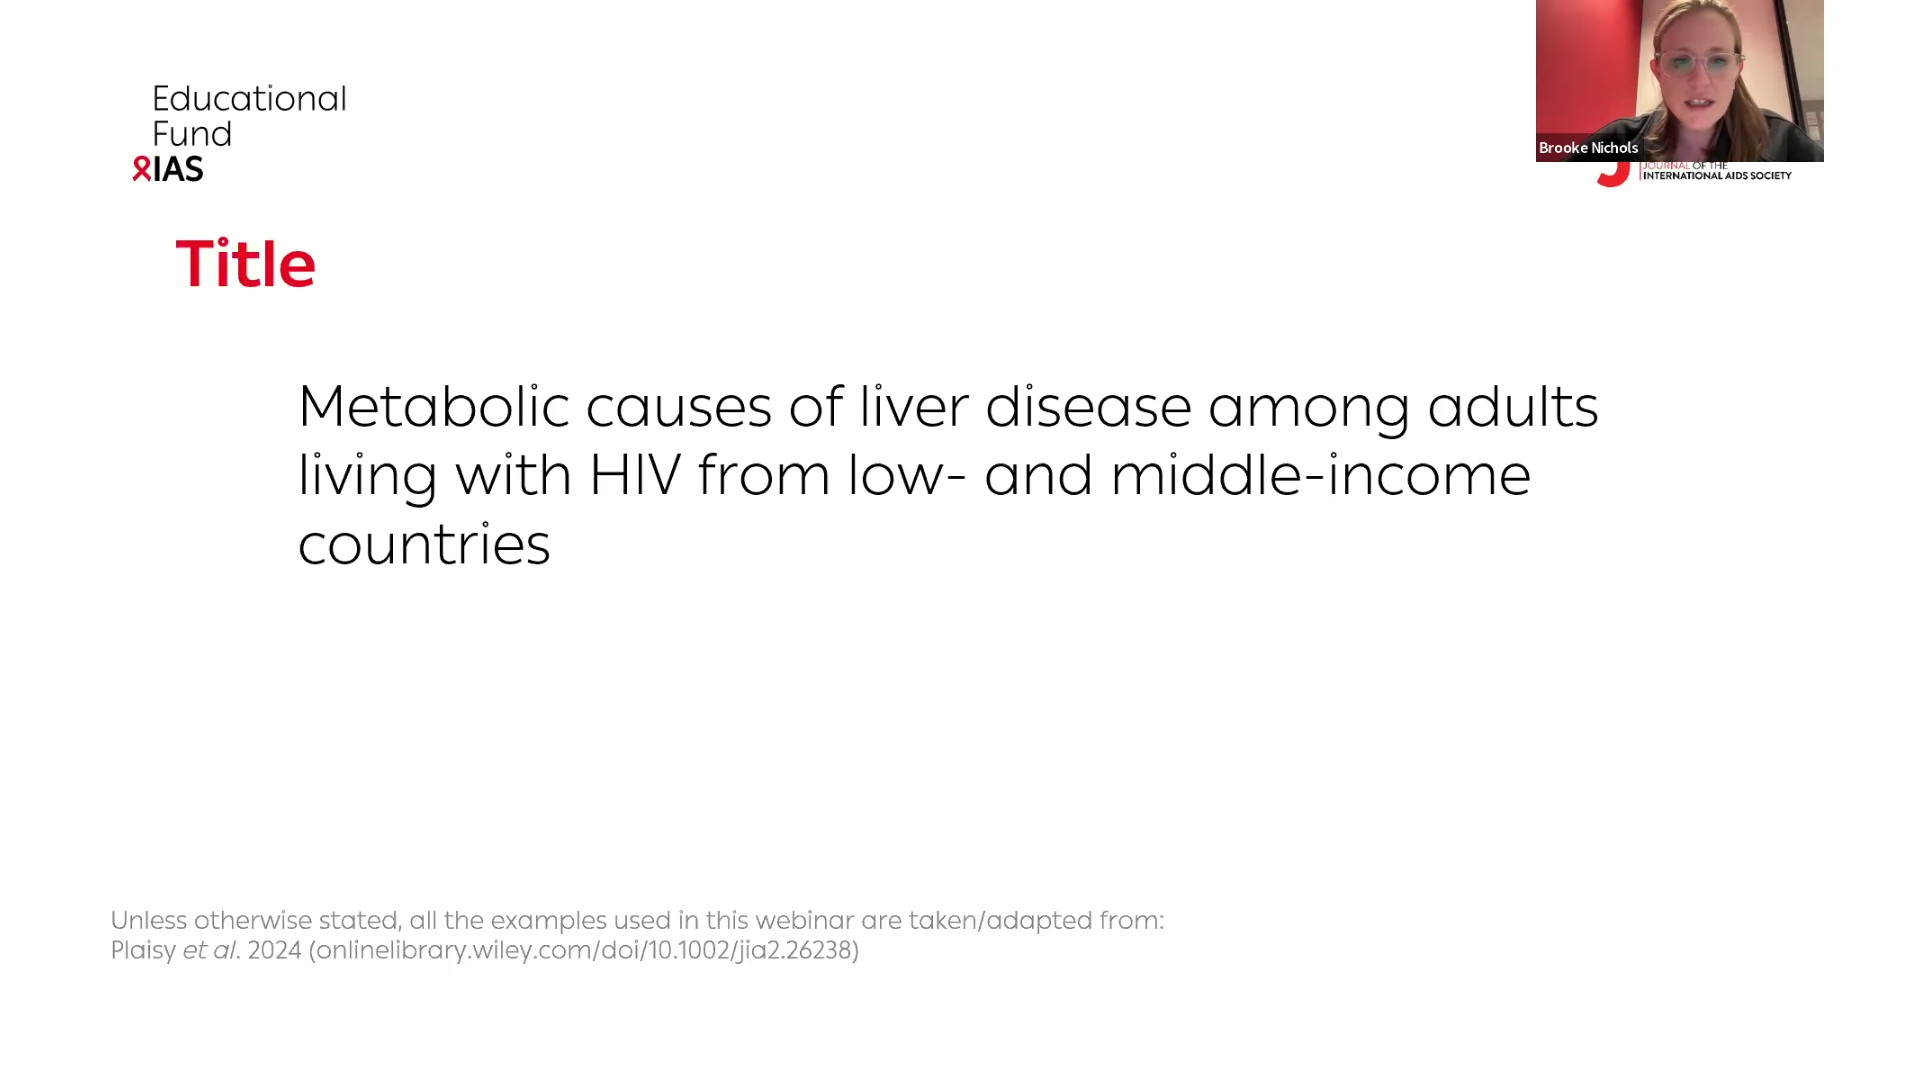 Educational
Fund
IAS
Brooke Nichols
JOURNAL OF THE
INTERNATIONAL AIDS SOCIETY
Title
Metabolic causes of liver disease among adults
living with HIV from low- and middle-income
countries
Unless otherwise stated, all the examples used in this webinar are taken/adapted from:
Plaisy et al. 2024 (onlinelibrary.wiley.com/doi/10.1002/jia2.26238)